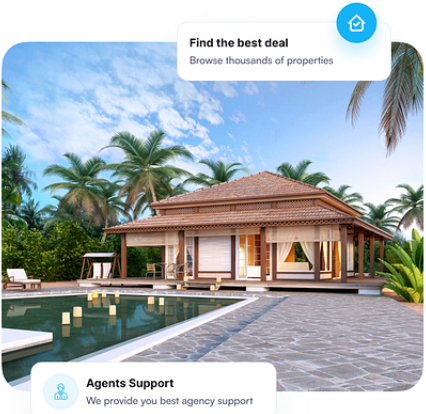 Find the best deal
Browse thousands of properties
Agents Support
We provide you best agency support